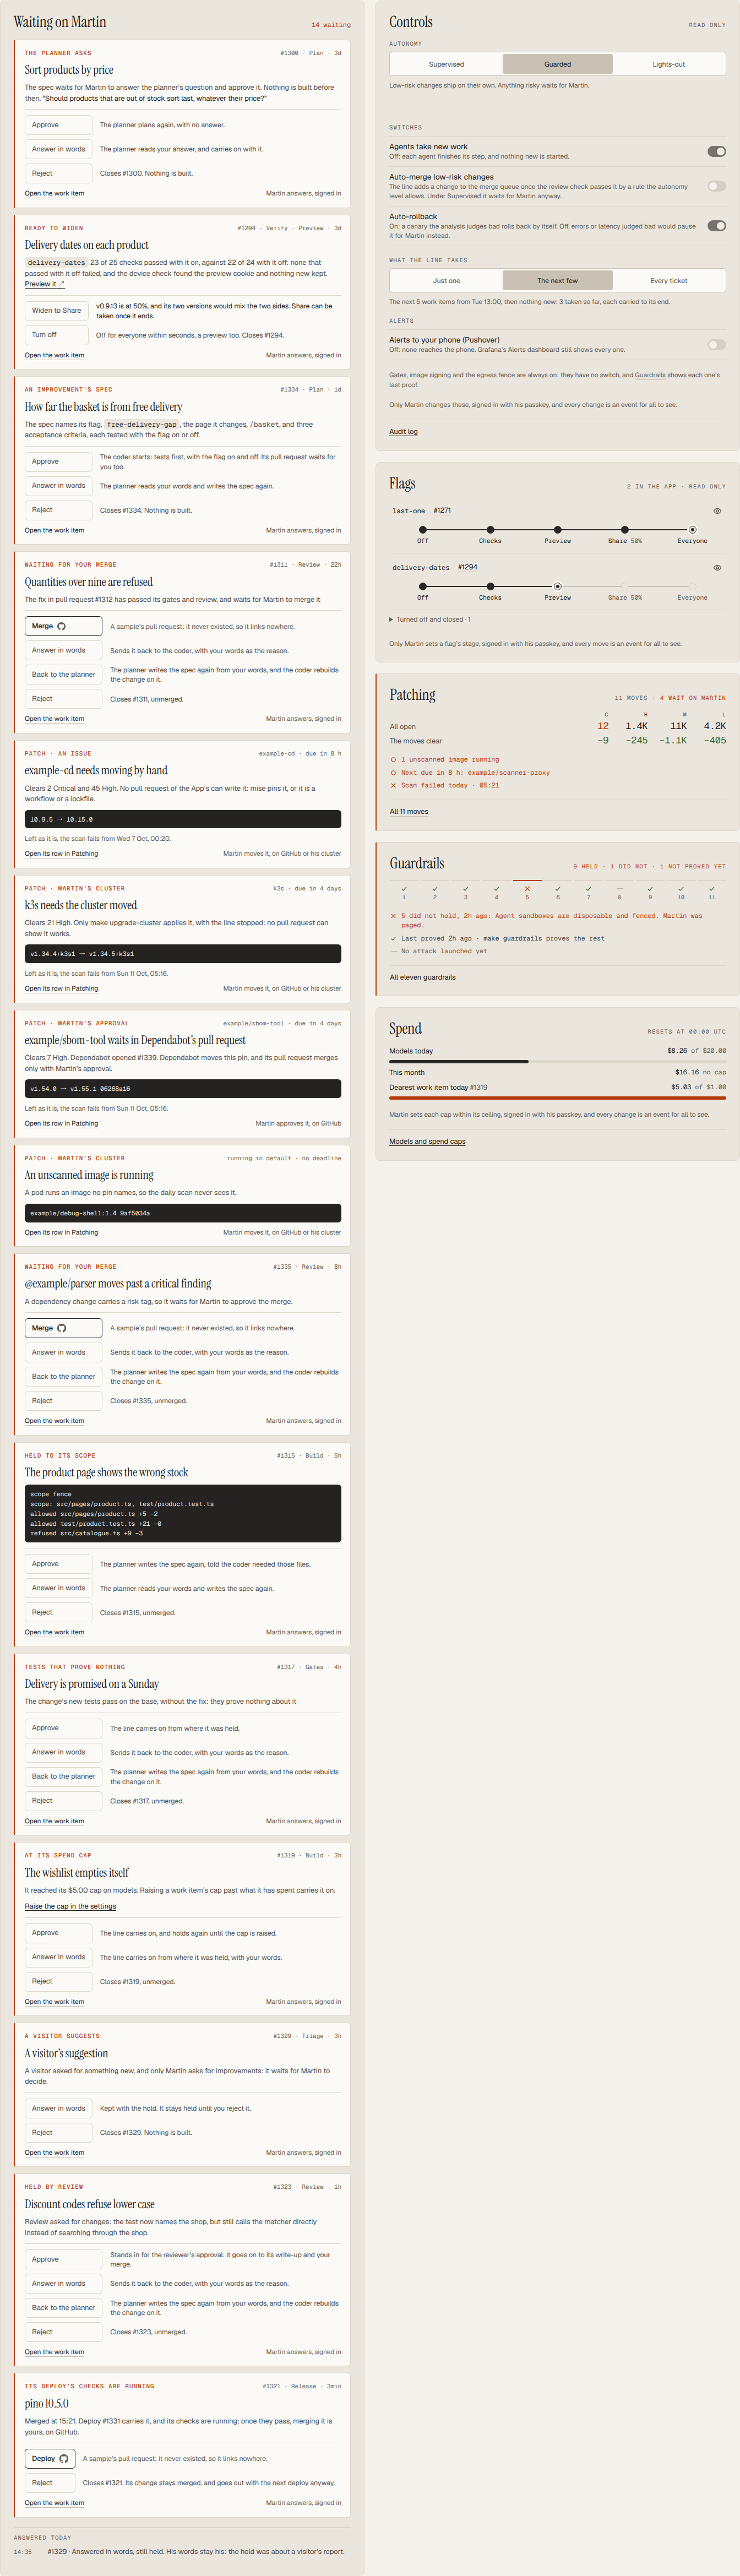 Waiting on Martin
14 waiting
THE PLANNER ASKS
#1300 · Plan · 3d
Sort products by price
The spec waits for Martin to answer the planner's question and approve it. Nothing is built before
then. "Should products that are out of stock sort last, whatever their price?"
Approve
The planner plans again, with no answer.
Answer in words
The planner reads your answer, and carries on with it.
Reject
Closes #1300. Nothing is built.
Open the work item
Martin answers, signed in
READY TO WIDEN
#1294 · Verify · Preview · 3d
Delivery dates on each product
delivery-dates 23 of 25 checks passed with it on, against 22 of 24 with it off: none that
passed with it off failed, and the device check found the preview cookie and nothing new kept.
Preview it ↗
Widen to Share
v0.9.13 is at 50%, and its two versions would mix the two sides. Share can be
taken once it ends.
Turn off
Off for everyone within seconds, a preview too. Closes #1294.
Open the work item
Martin answers, signed in
AN IMPROVEMENT'S SPEC
#1334 · Plan · 1d
How far the basket is from free delivery
The spec names its flag, free-delivery-gap, the page it changes, /basket, and three
acceptance criteria, each tested with the flag on or off.
Approve
The coder starts: tests first, with the flag on and off. Its pull request waits for
you too.
Answer in words
The planner reads your words and writes the spec again.
Reject
Closes #1334. Nothing is built.
Open the work item
Martin answers, signed in
WAITING FOR YOUR MERGE
#1311 · Review · 22h
Quantities over nine are refused
The fix in pull request #1312 has passed its gates and review, and waits for Martin to merge it
Merge
A sample's pull request: it never existed, so it links nowhere.
Answer in words
Sends it back to the coder, with your words as the reason.
Back to the planner
The planner writes the spec again from your words, and the coder rebuilds
the change on it.
Reject
Closes #1311, unmerged.
Open the work item
Martin answers, signed in
PATCH · AN ISSUE
example-cd · due in 8 h
example-cd needs moving by hand
Clears 2 Critical and 45 High. No pull request of the App's can write it: mise pins it, or it is a
workflow or a lockfile.
10.9.5 → 10.15.0
Left as it is, the scan fails from Wed 7 Oct, 00:20.
Open its row in Patching
Martin moves it, on GitHub or his cluster
PATCH · MARTIN'S CLUSTER
k3s · due in 4 days
k3s needs the cluster moved
Clears 21 High. Only make upgrade-cluster applies it, with the line stopped: no pull request can
show it works.
v1.34.4+k3s1 → v1.34.5+k3s1
Left as it is, the scan fails from Sun 11 Oct, 05:16.
Open its row in Patching
Martin moves it, on GitHub or his cluster
PATCH · MARTIN'S APPROVAL
example/sbom-tool · due in 4 days
example/sbom-tool waits in Dependabot's pull request
Clears 7 High. Dependabot opened #1339. Dependabot moves this pin, and its pull request merges
only with Martin's approval.
v1.54.0 → v1.55.1 06268a16
Left as it is, the scan fails from Sun 11 Oct, 05:16.
Open its row in Patching
Martin approves it, on GitHub
PATCH · MARTIN'S CLUSTER
running in default · no deadline
An unscanned image is running
A pod runs an image no pin names, so the daily scan never sees it.
example/debug-shell:1.4 9af5034a
Open its row in Patching
Martin moves it, on GitHub or his cluster
WAITING FOR YOUR MERGE
#1335 · Review · 8h
@example/parser moves past a critical finding
A dependency change carries a risk tag, so it waits for Martin to approve the merge.
Merge
A sample's pull request: it never existed, so it links nowhere.
Answer in words
Sends it back to the coder, with your words as the reason.
Back to the planner
The planner writes the spec again from your words, and the coder rebuilds
the change on it.
Reject
Closes #1335, unmerged.
Open the work item
Martin answers, signed in
HELD TO ITS SCOPE
#1315 · Build · 5h
The product page shows the wrong stock
scope fence
scope: src/pages/product.ts, test/product.test.ts
allowed src/pages/product.ts +5 −2
allowed test/product.test.ts +21 −0
refused src/catalogue.ts +9 −3
Approve
The planner writes the spec again, told the coder needed those files.
Answer in words
The planner reads your words and writes the spec again.
Reject
Closes #1315, unmerged.
Open the work item
Martin answers, signed in
TESTS THAT PROVE NOTHING
#1317 · Gates · 4h
Delivery is promised on a Sunday
The change's new tests pass on the base, without the fix: they prove nothing about it
Approve
The line carries on from where it was held.
Answer in words
Sends it back to the coder, with your words as the reason.
Back to the planner
The planner writes the spec again from your words, and the coder rebuilds
the change on it.
Reject
Closes #1317, unmerged.
Open the work item
Martin answers, signed in
AT ITS SPEND CAP
#1319 · Build · 3h
The wishlist empties itself
It reached its $5.00 cap on models. Raising a work item's cap past what it has spent carries it on.
Raise the cap in the settings
Approve
The line carries on, and holds again until the cap is raised.
Answer in words
The line carries on from where it was held, with your words.
Reject
Closes #1319, unmerged.
Open the work item
Martin answers, signed in
A VISITOR SUGGESTS
#1329 · Triage · 3h
A visitor's suggestion
A visitor asked for something new, and only Martin asks for improvements: it waits for Martin to
decide.
Answer in words
Kept with the hold. It stays held until you reject it.
Reject
Closes #1329. Nothing is built.
Open the work item
Martin answers, signed in
HELD BY REVIEW
#1323 · Review · 1h
Discount codes refuse lower case
Review asked for changes: the test now names the shop, but still calls the matcher directly
instead of searching through the shop.
Approve
Stands in for the reviewer's approval: it goes on to its write-up and your
merge.
Answer in words
Sends it back to the coder, with your words as the reason.
Back to the planner
The planner writes the spec again from your words, and the coder rebuilds
the change on it.
Reject
Closes #1323, unmerged.
Open the work item
Martin answers, signed in
ITS DEPLOY'S CHECKS ARE RUNNING
#1321 · Release · 3min
pino 10.5.0
Merged at 15:21. Deploy #1331 carries it, and its checks are running; once they pass, merging it is
yours, on GitHub.
Deploy
A sample's pull request: it never existed, so it links nowhere.
Reject
Closes #1321. Its change stays merged, and goes out with the next deploy anyway.
Open the work item
Martin answers, signed in
ANSWERED TODAY
14:35
#1329 · Answered in words, still held. His words stay his: the hold was about a visitor's report.
Controls
READ ONLY
AUTONOMY
Supervised
Guarded
Lights-out
Low-risk changes ship on their own. Anything risky waits for Martin.
SWITCHES
Agents take new work
Off: each agent finishes its step, and nothing new is started.
Auto-merge low-risk changes
The line adds a change to the merge queue once the review check passes it by a rule the autonomy
level allows. Under Supervised it waits for Martin anyway.
Auto-rollback
On: a canary the analysis judges bad rolls back by itself. Off, errors or latency judged bad would pause
it for Martin instead.
WHAT THE LINE TAKES
Just one
The next few
Every ticket
The next 5 work items from Tue 13:00, then nothing new: 3 taken so far, each carried to its end.
ALERTS
Alerts to your phone (Pushover)
Off: none reaches the phone. Grafana's Alerts dashboard still shows every one.
Gates, image signing and the egress fence are always on: they have no switch, and Guardrails shows each one's
last proof.
Only Martin changes these, signed in with his passkey, and every change is an event for all to see.
Audit log
Flags
2 IN THE APP · READ ONLY
last-one #1271
Off
Checks
Preview
Share 50%
Everyone
delivery-dates #1294
Off
Checks
Preview
Share 50%
Everyone
▶ Turned off and closed · 1
Only Martin sets a flag's stage, signed in with his passkey, and every move is an event for all to see.
Patching
11 MOVES · 4 WAIT ON MARTIN
C H M L
All open 12 1.4K 11K 4.2K
The moves clear −9 −245 −1.1K −405
1 unscanned image running
Next due in 8 h: example/scanner-proxy
Scan failed today · 05:21
All 11 moves
Guardrails
9 HELD · 1 DID NOT · 1 NOT PROVED YET
1 2 3 4 5 6 7 8 9 10 11
5 did not hold, 2h ago: Agent sandboxes are disposable and fenced. Martin was
paged.
Last proved 2h ago · make guardrails proves the rest
No attack launched yet
All eleven guardrails
Spend
RESETS AT 00:00 UTC
Models today
$8.26 of $20.00
This month
$16.16 no cap
Dearest work item today #1319
$5.03 of $1.00
Martin sets each cap within its ceiling, signed in with his passkey, and every change is an event for all to see.
Models and spend caps